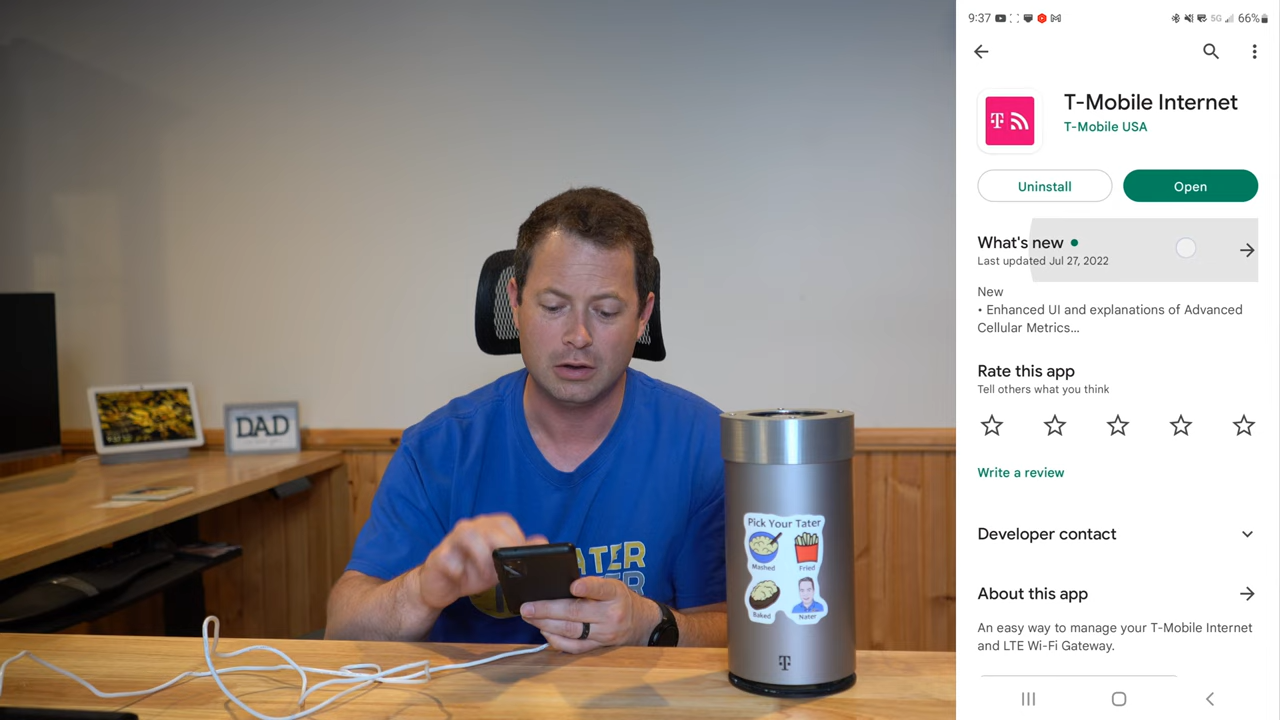 DAD
TATER
Pick Your Tater
Mashed
Fried
Baked
Nater
T
9:37
5G
66%
T-Mobile Internet
T-Mobile USA
Uninstall
Open
What's new
Last updated Jul 27, 2022
New
• Enhanced UI and explanations of Advanced
Cellular Metrics...
Rate this app
Tell others what you think
Write a review
Developer contact
About this app
An easy way to manage your T-Mobile Internet
and LTE Wi-Fi Gateway.